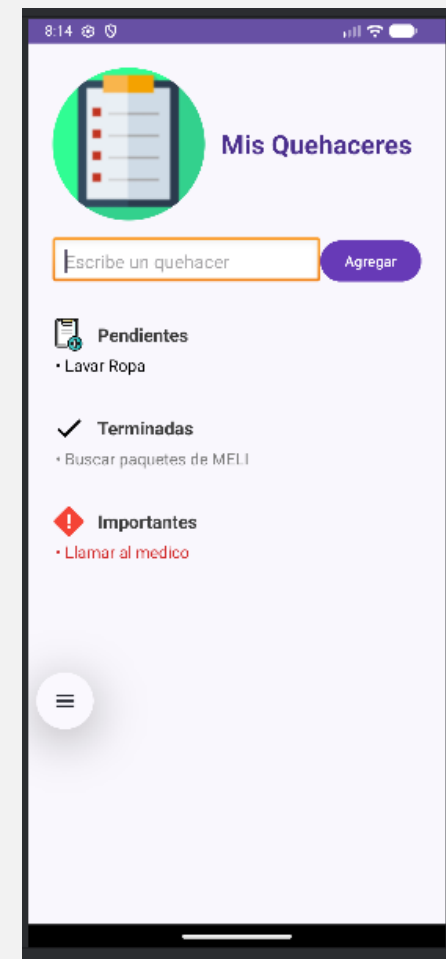 8:14
Mis Quehaceres
Escribe un quehacer
Agregar
Pendientes
• Lavar Ropa
Terminadas
• Buscar paquetes de MELI
Importantes
• Llamar al medico